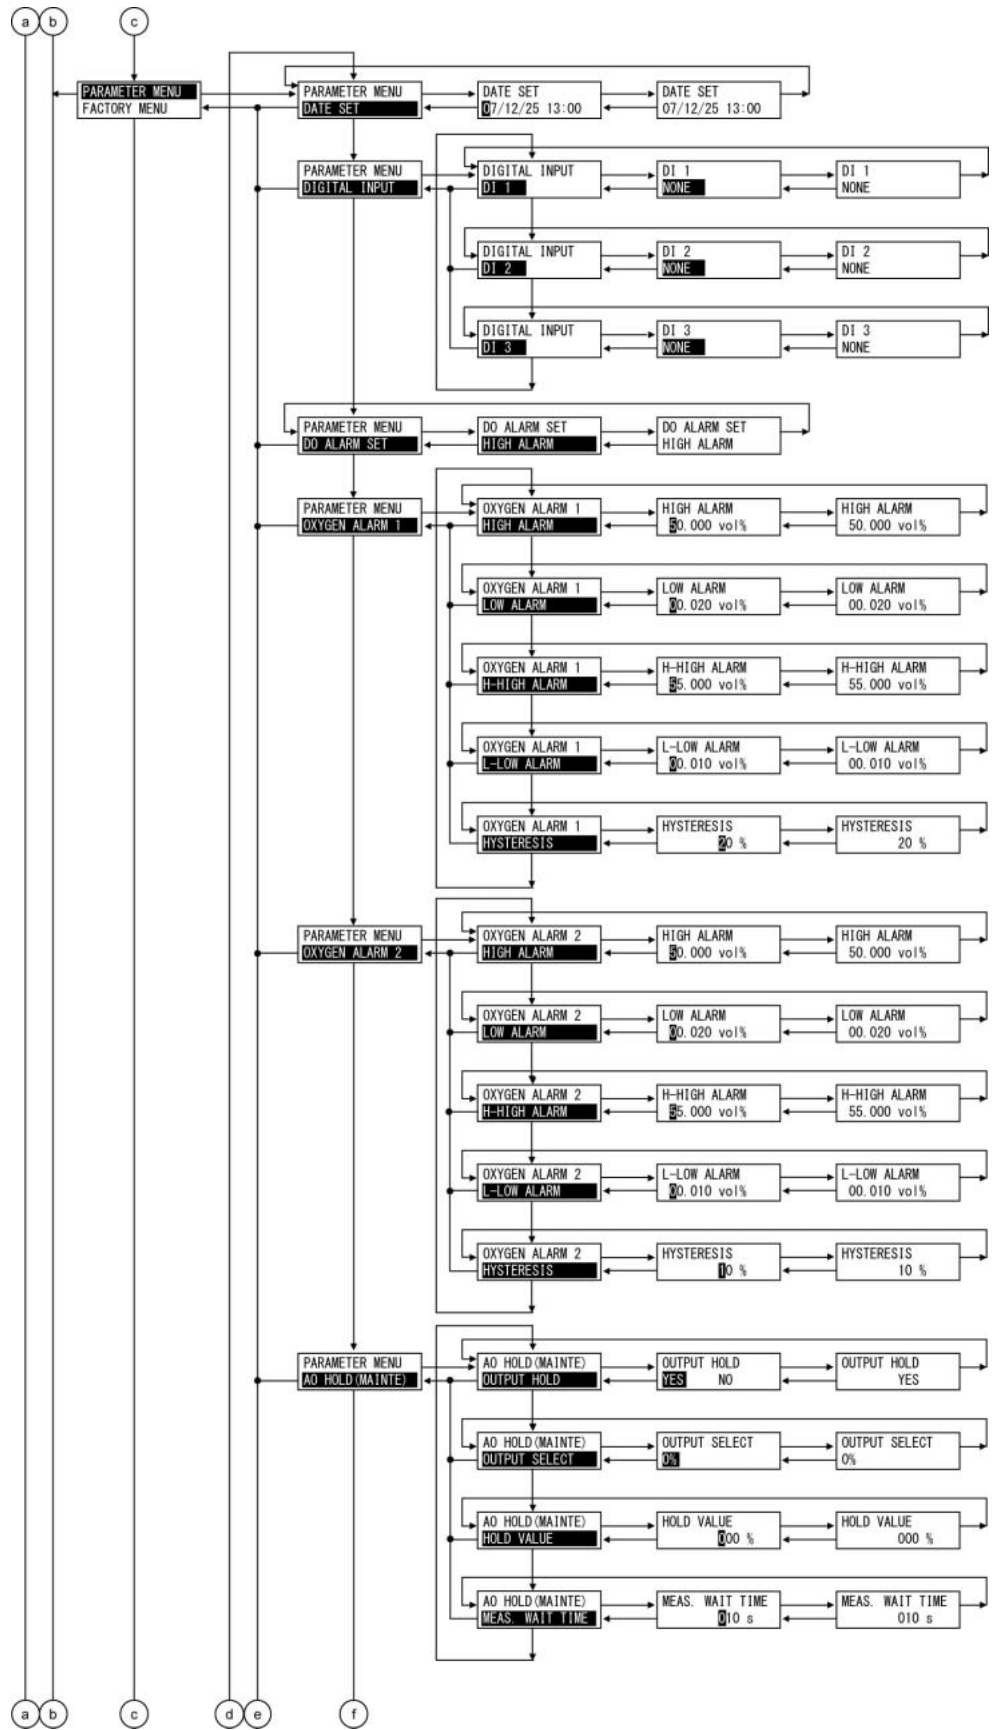 a b c
PARAMETER MENU
FACTORY MENU
PARAMETER MENU
DATE SET
DATE SET
07/12/25 13:00
DATE SET
07/12/25 13:00
PARAMETER MENU
DIGITAL INPUT
DIGITAL INPUT
DI 1
DI 1
NONE
DI 1
NONE
DIGITAL INPUT
DI 2
DI 2
NONE
DI 2
NONE
DIGITAL INPUT
DI 3
DI 3
NONE
DI 3
NONE
PARAMETER MENU
DO ALARM SET
DO ALARM SET
HIGH ALARM
DO ALARM SET
HIGH ALARM
PARAMETER MENU
OXYGEN ALARM 1
OXYGEN ALARM 1
HIGH ALARM
HIGH ALARM
50.000 vol%
HIGH ALARM
50.000 vol%
OXYGEN ALARM 1
LOW ALARM
LOW ALARM
00.020 vol%
LOW ALARM
00.020 vol%
OXYGEN ALARM 1
H-HIGH ALARM
H-HIGH ALARM
55.000 vol%
H-HIGH ALARM
55.000 vol%
OXYGEN ALARM 1
L-LOW ALARM
L-LOW ALARM
00.010 vol%
L-LOW ALARM
00.010 vol%
OXYGEN ALARM 1
HYSTERESIS
HYSTERESIS
20 %
HYSTERESIS
20 %
PARAMETER MENU
OXYGEN ALARM 2
OXYGEN ALARM 2
HIGH ALARM
HIGH ALARM
50.000 vol%
HIGH ALARM
50.000 vol%
OXYGEN ALARM 2
LOW ALARM
LOW ALARM
00.020 vol%
LOW ALARM
00.020 vol%
OXYGEN ALARM 2
H-HIGH ALARM
H-HIGH ALARM
55.000 vol%
H-HIGH ALARM
55.000 vol%
OXYGEN ALARM 2
L-LOW ALARM
L-LOW ALARM
00.010 vol%
L-LOW ALARM
00.010 vol%
OXYGEN ALARM 2
HYSTERESIS
HYSTERESIS
10 %
HYSTERESIS
10 %
PARAMETER MENU
AO HOLD(MAINTE)
AO HOLD(MAINTE)
OUTPUT HOLD
OUTPUT HOLD
YES NO
OUTPUT HOLD
YES
AO HOLD(MAINTE)
OUTPUT SELECT
OUTPUT SELECT
0%
OUTPUT SELECT
0%
AO HOLD(MAINTE)
HOLD VALUE
HOLD VALUE
000 %
HOLD VALUE
000 %
AO HOLD(MAINTE)
MEAS. WAIT TIME
MEAS. WAIT TIME
010 s
MEAS. WAIT TIME
010 s
a b c d e f